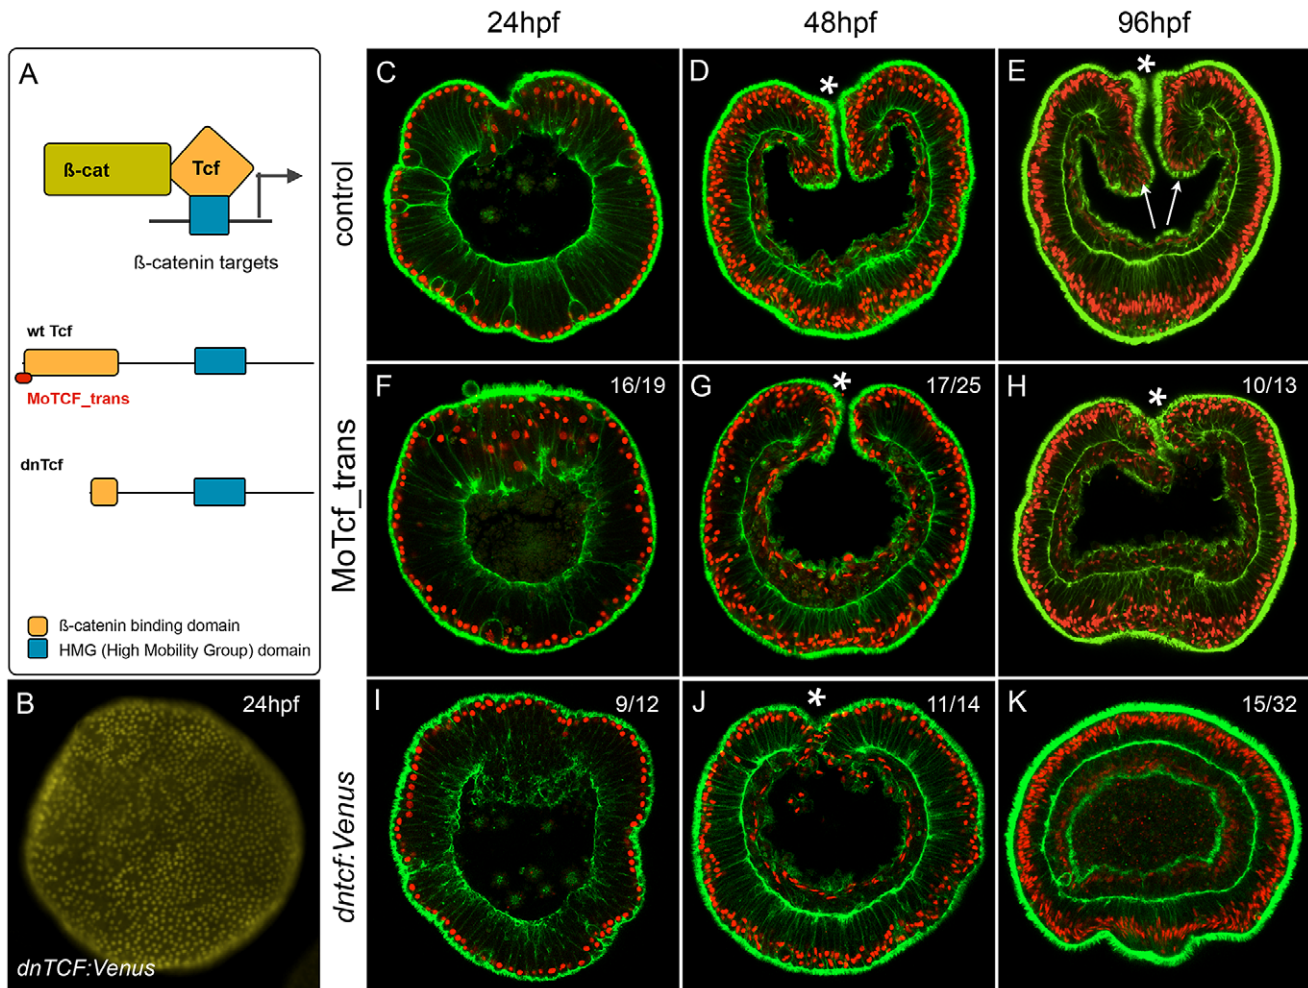 24hpf 48hpf 96hpf
A
ß-cat
Tcf
ß-catenin targets
wt Tcf
MoTCF_trans
dnTcf
ß-catenin binding domain
HMG (High Mobility Group) domain
B 24hpf
dnTCF:Venus
control
C
D *
E *
MoTcf_trans
F 16/19
G * 17/25
H * 10/13
dntcf:Venus
I 9/12
J * 11/14
K 15/32